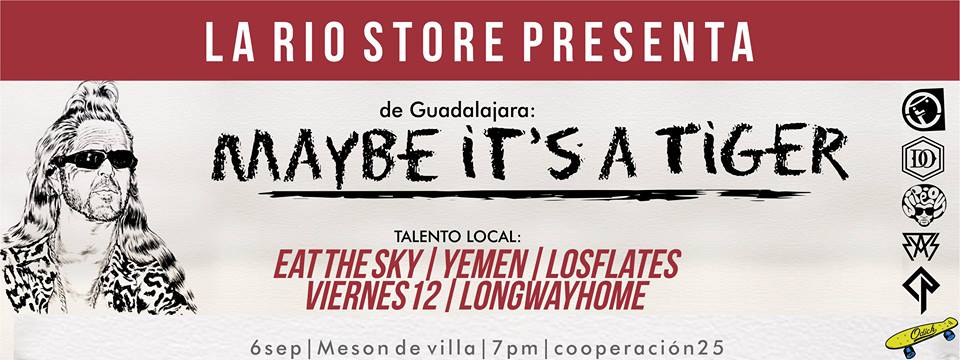 LA RIO STORE PRESENTA
de Guadalajara:
MAYBE iT'S A TiGER
TALENTO LOCAL:
EAT THE SKY | YEMEN | LOSFLATES
VIERNES 12 | LONGWAYHOME
6sep|Meson de villa|7pm|cooperación25